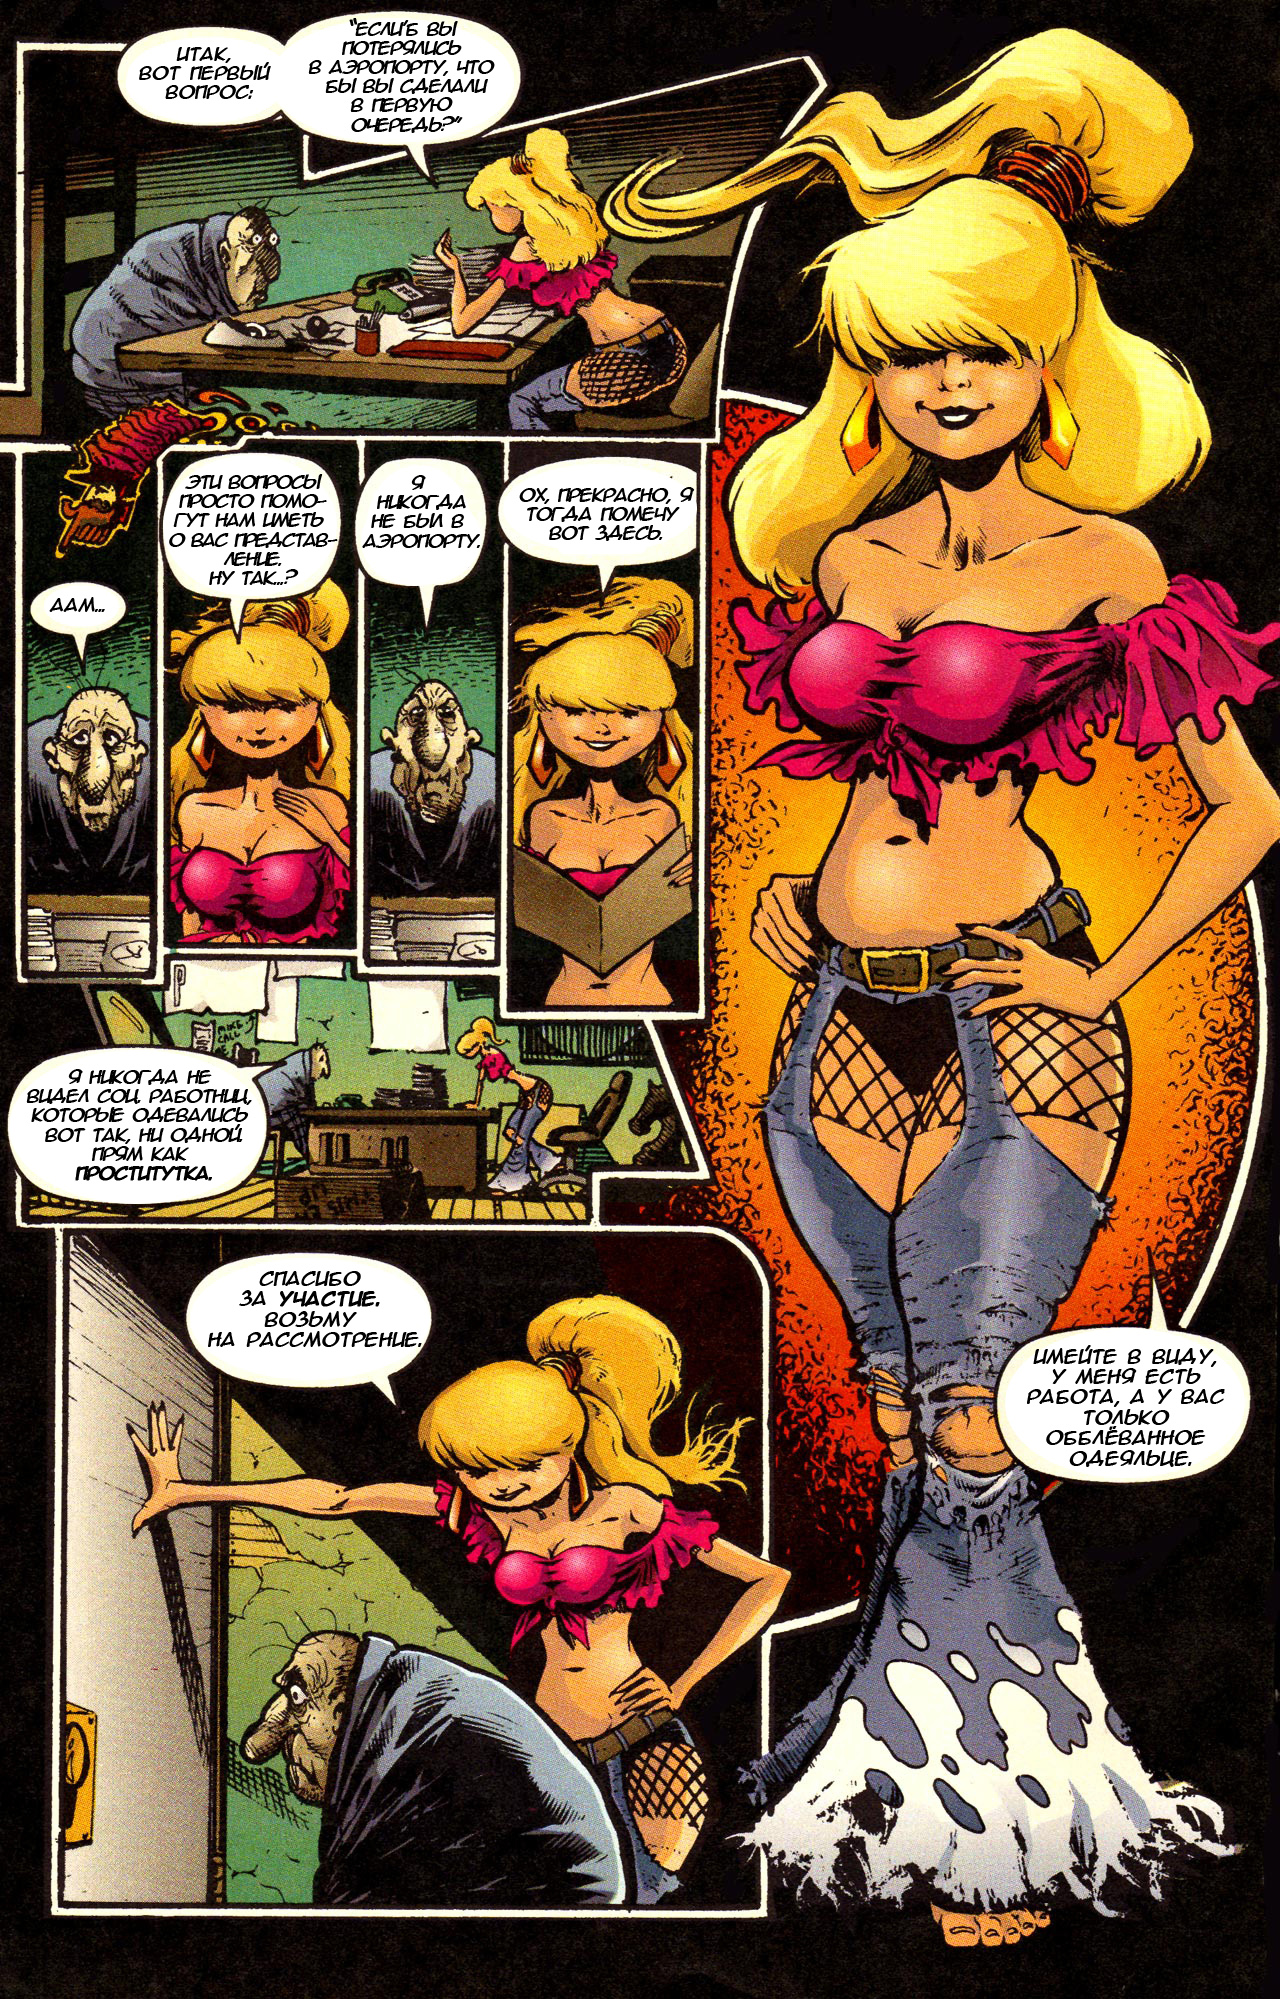 ИТАК,
ВОТ ПЕРВЫЙ
ВОПРОС:
"ЕСЛИ'Б ВЫ
ПОТЕРЯЛИСЬ
В АЭРОПОРТУ, ЧТО
БЫ ВЫ СДЕЛАЛИ
В ПЕРВУЮ
ОЧЕРЕДЬ?"
ААМ...
ЭТИ ВОПРОСЫ
ПРОСТО ПОМО-
ГУТ НАМ ИМЕТЬ
О ВАС ПРЕДСТАВ-
ЛЕНИЕ.
НУ ТАК...?
Я
НИКОГДА
НЕ БЫЛ В
АЭРОПОРТУ.
ОХ, ПРЕКРАСНО, Я
ТОГДА ПОМЕЧУ
ВОТ ЗДЕСЬ.
MIKE
CALL
Я НИКОГДА НЕ
ВИДЕЛ СОЦ. РАБОТНИЦ,
КОТОРЫЕ ОДЕВАЛИСЬ
ВОТ ТАК, НИ ОДНОЙ
ПРЯМ КАК
ПРОСТИТУТКА.
ИМЕЙТЕ В ВИДУ,
У МЕНЯ ЕСТЬ
РАБОТА, А У ВАС
ТОЛЬКО
ОББЛЁВАННОЕ
ОДЕЯЛЬЦЕ.
СПАСИБО
ЗА УЧАСТИЕ.
ВОЗЬМУ
НА РАССМОТРЕНИЕ.